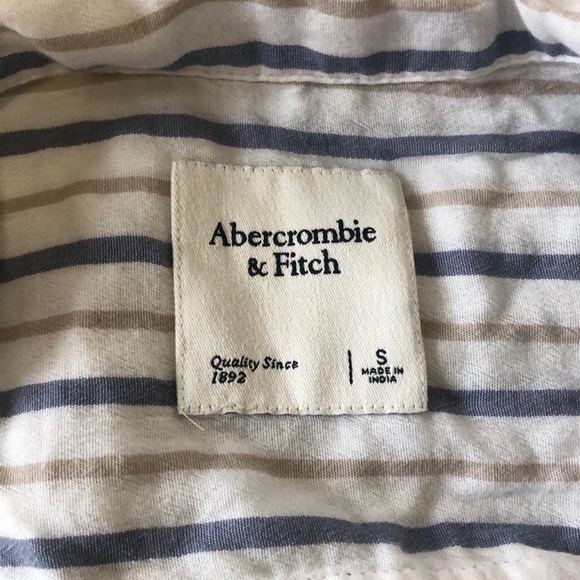 Abercrombie
& Fitch
Quality Since
1892
S
MADE IN
INDIA